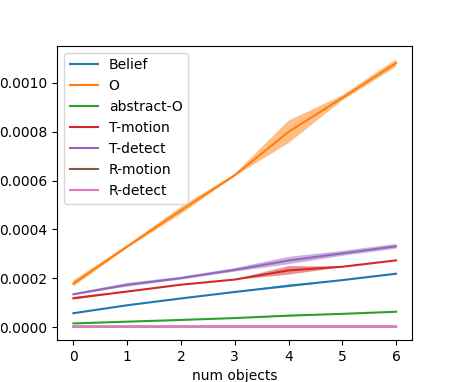 Belief
O
abstract-O
T-motion
T-detect
R-motion
R-detect
0.0010
0.0008
0.0006
0.0004
0.0002
0.0000
0 1 2 3 4 5 6
num objects